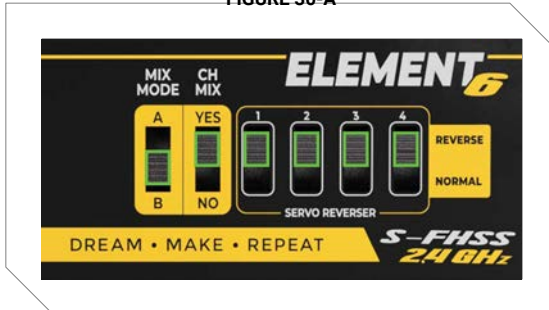 FIGURE 30-A
MIX MODE
CH MIX
ELEMENT6
A
YES
1 2 3 4
REVERSE
NORMAL
B
NO
SERVO REVERSER
DREAM • MAKE • REPEAT
S-FHSS
2.4 GHz